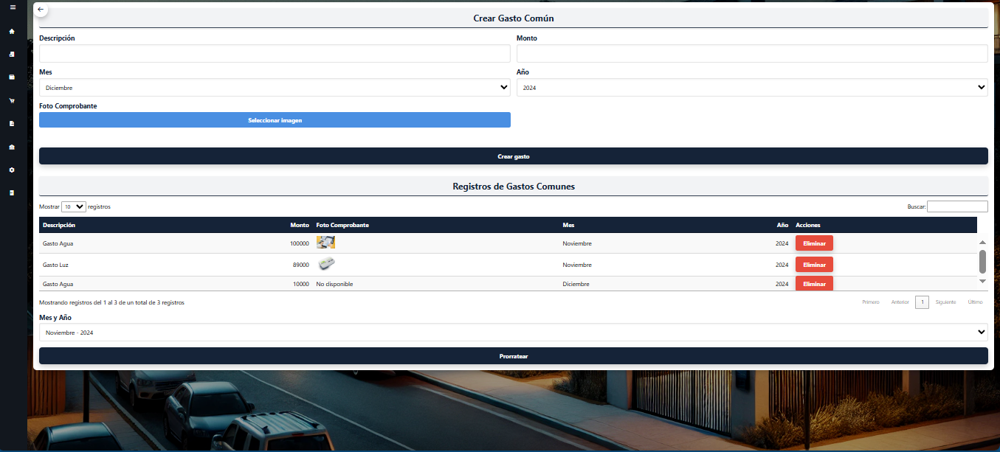 Crear Gasto Común
Descripción Monto
Mes Año
Diciembre 2024
Foto Comprobante
Seleccionar imagen
Crear gasto
Registros de Gastos Comunes
Mostrar 10 registros Buscar:
Descripción Monto Foto Comprobante Mes Año Acciones
Gasto Agua 100000 Noviembre 2024 Eliminar
Gasto Luz 89000 Noviembre 2024 Eliminar
Gasto Agua 10000 No disponible Diciembre 2024 Eliminar
Mostrando registros del 1 al 3 de un total de 3 registros Primero Anterior 1 Siguiente Último
Mes y Año
Noviembre - 2024
Prorratear